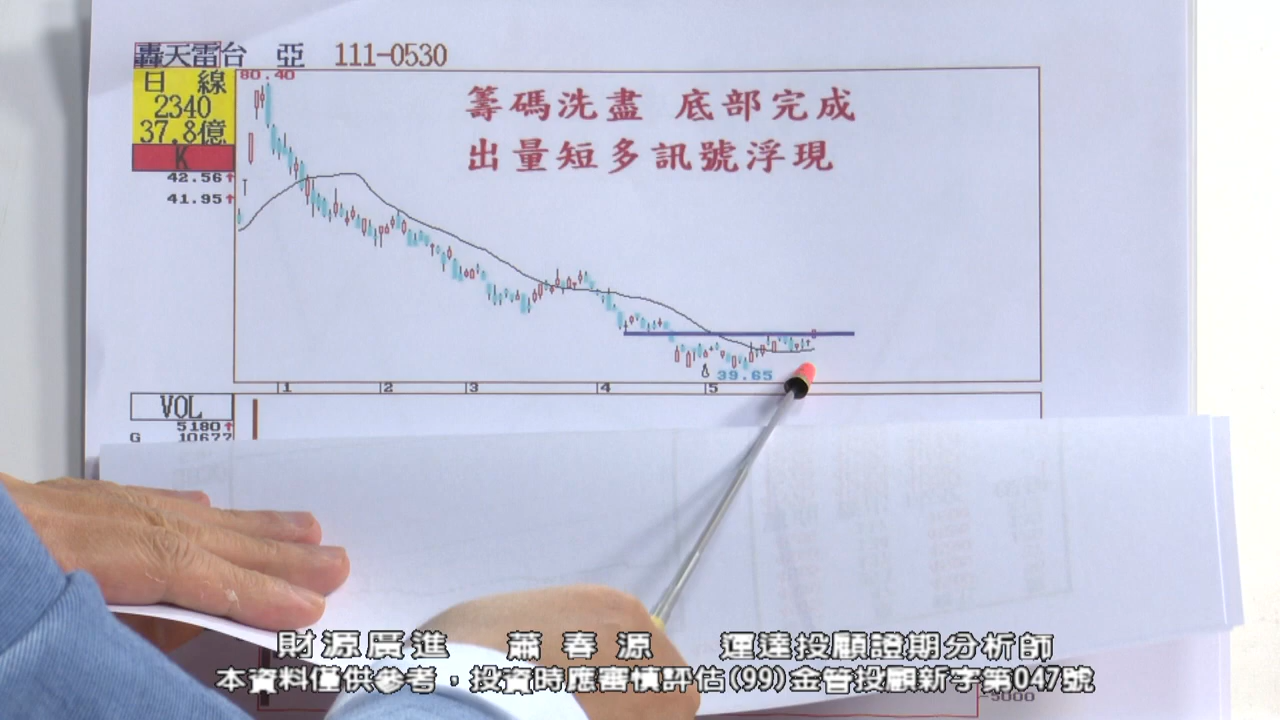 轟天雷台 亞 111-0530
日 線
2340
37.8億
K
42.56↑
41.95↑
80.40
籌碼洗盡 底部完成
出量短多訊號浮現
39.65
1 2 3 4 5
VOL
5180↑
G 10677
財源廣進 蕭春源 運達投顧證期分析師
本資料僅供參考，投資時應審慎評估(99)金管投顧新字第047號